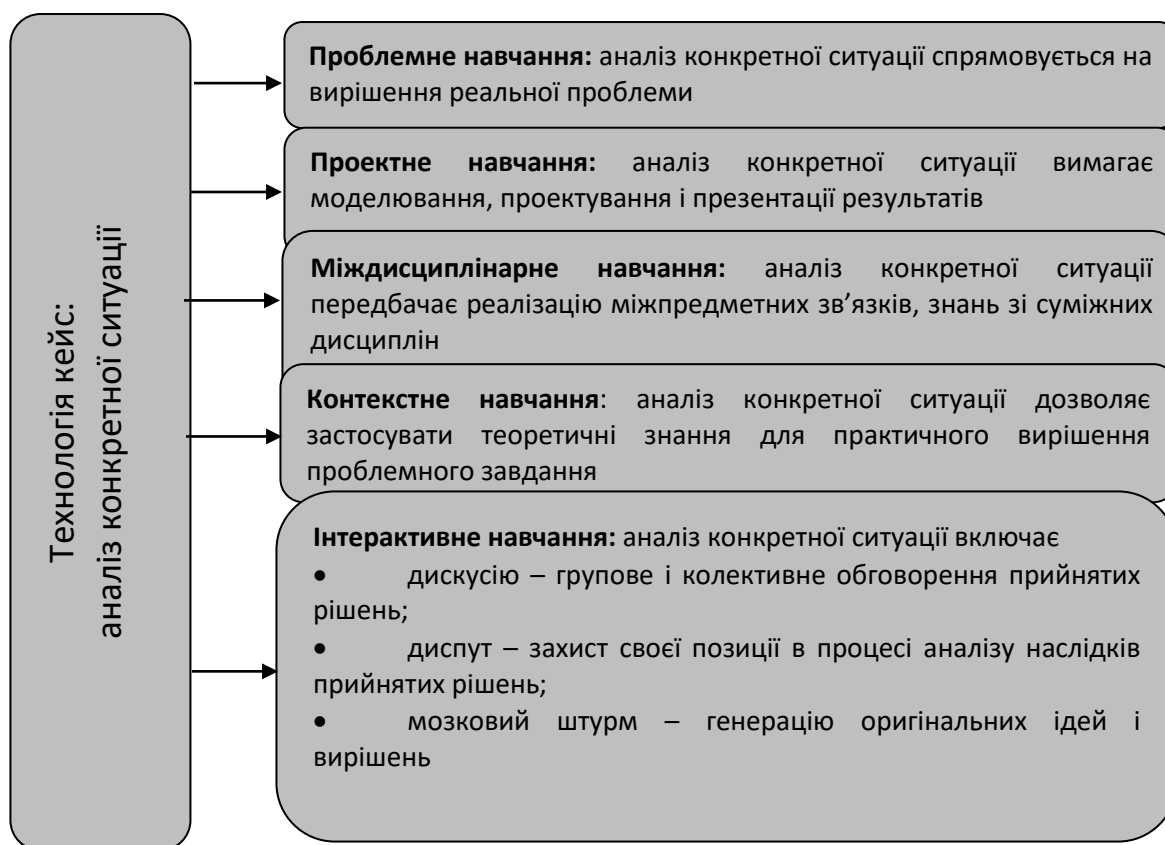 Технологія кейс:
аналіз конкретної ситуації
Проблемне навчання: аналіз конкретної ситуації спрямовується на
вирішення реальної проблеми
Проектне навчання: аналіз конкретної ситуації вимагає
моделювання, проектування і презентації результатів
Міждисциплінарне навчання: аналіз конкретної ситуації
передбачає реалізацію міжпредметних зв’язків, знань зі суміжних
дисциплін
Контекстне навчання: аналіз конкретної ситуації дозволяє
застосувати теоретичні знання для практичного вирішення
проблемного завдання
Інтерактивне навчання: аналіз конкретної ситуації включає
• дискусію – групове і колективне обговорення прийнятих
рішень;
• диспут – захист своєї позиції в процесі аналізу наслідків
прийнятих рішень;
• мозковий штурм – генерацію оригінальних ідей і
вирішень